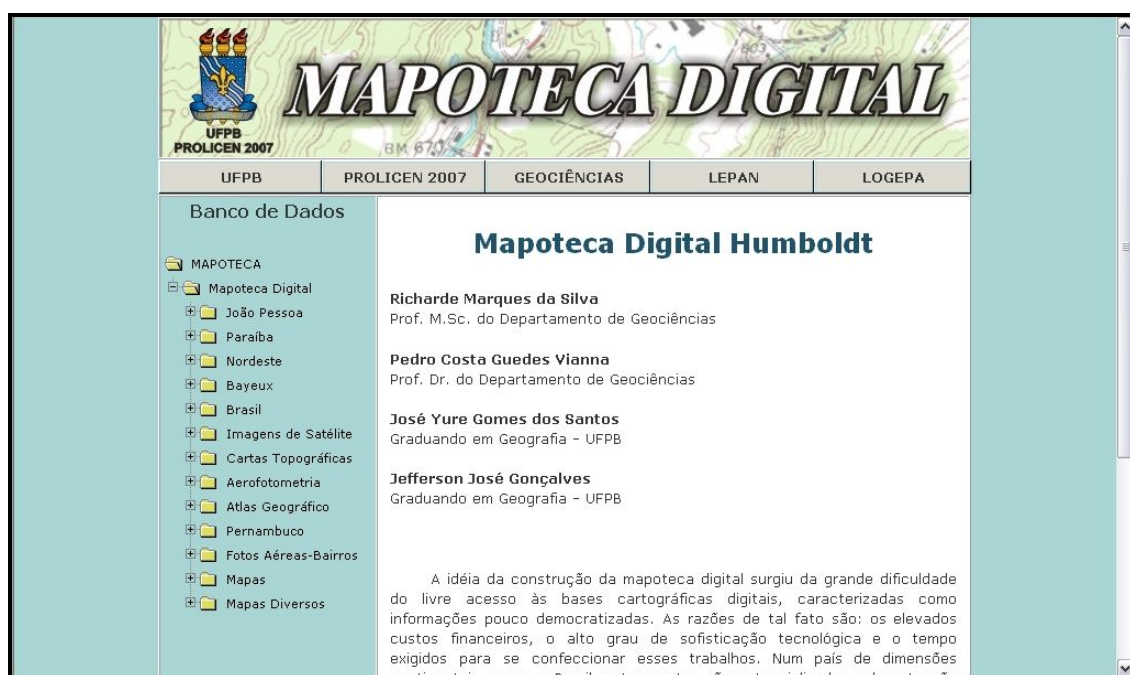 MAPOTECA DIGITAL
UFPB
PROLICEN 2007
BM 670
803
UFPB
PROLICEN 2007
GEOCIÊNCIAS
LEPAN
LOGEPA
Banco de Dados
MAPOTECA
Mapoteca Digital
João Pessoa
Paraíba
Nordeste
Bayeux
Brasil
Imagens de Satélite
Cartas Topográficas
Aerofotometria
Atlas Geográfico
Pernambuco
Fotos Aéreas-Bairros
Mapas
Mapas Diversos
Mapoteca Digital Humboldt
Richarde Marques da Silva
Prof. M.Sc. do Departamento de Geociências
Pedro Costa Guedes Vianna
Prof. Dr. do Departamento de Geociências
José Yure Gomes dos Santos
Graduando em Geografia - UFPB
Jefferson José Gonçalves
Graduando em Geografia - UFPB
A idéia da construção da mapoteca digital surgiu da grande dificuldade
do livre acesso às bases cartográficas digitais, caracterizadas como
informações pouco democratizadas. As razões de tal fato são: os elevados
custos financeiros, o alto grau de sofisticação tecnológica e o tempo
exigidos para se confeccionar esses trabalhos. Num país de dimensões